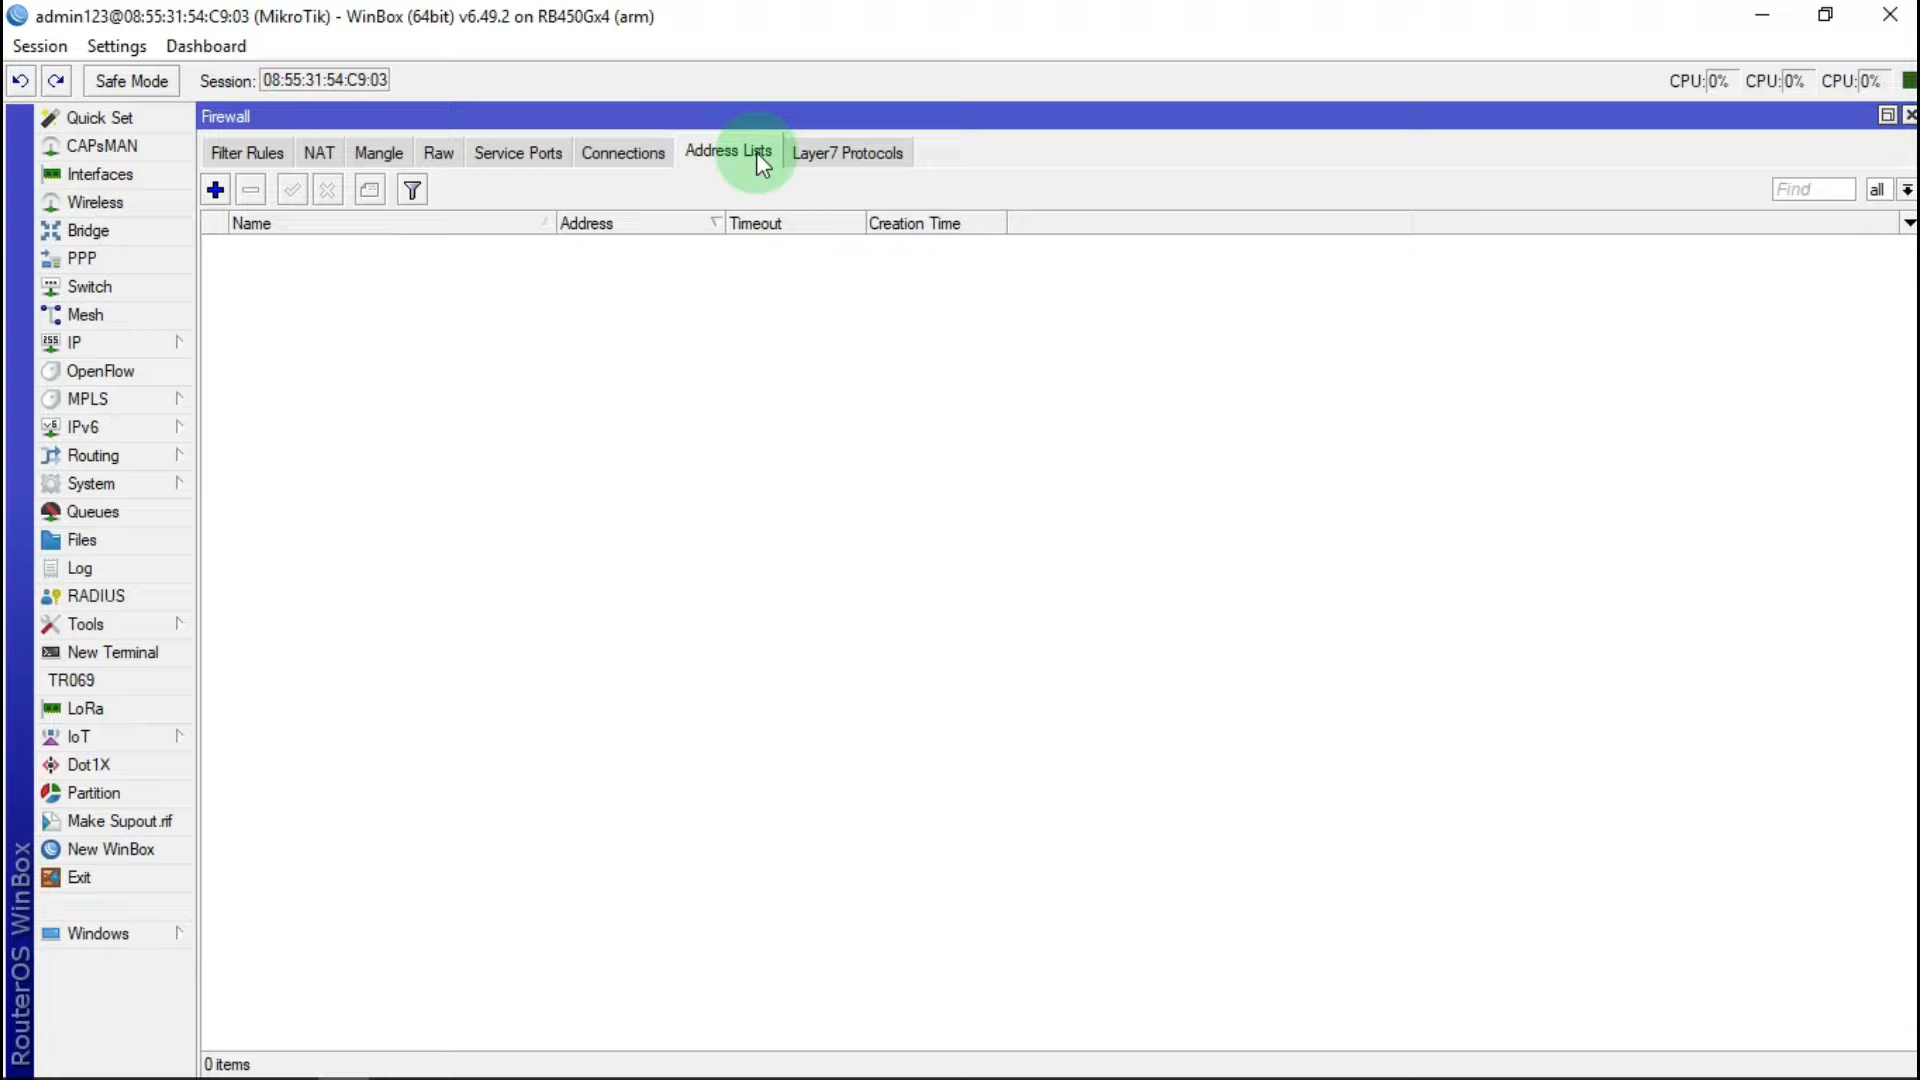 admin123@08:55:31:54:C9:03 (MikroTik) - WinBox (64bit) v6.49.2 on RB450Gx4 (arm)
Session Settings Dashboard
Safe Mode Session: 08:55:31:54:C9:03 CPU: 0% CPU: 0% CPU: 0%
Quick Set
CAPsMAN
Interfaces
Wireless
Bridge
PPP
Switch
Mesh
255 IP
OpenFlow
MPLS
v6 IPv6
Routing
System
Queues
Files
Log
RADIUS
Tools
New Terminal
TR069
LoRa
IoT
Dot1X
Partition
Make Supout.rif
New WinBox
Exit
Windows
RouterOS WinBox
Firewall
Filter Rules NAT Mangle Raw Service Ports Connections Address Lists Layer7 Protocols
Find all
Name Address Timeout Creation Time
0 items